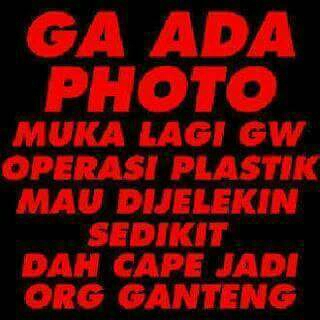 GA ADA
PHOTO
MUKA LAGI GW
OPERASI PLASTIK
MAU DIJELEKIN
SEDIKIT
DAH CAPE JADI
ORG GANTENG